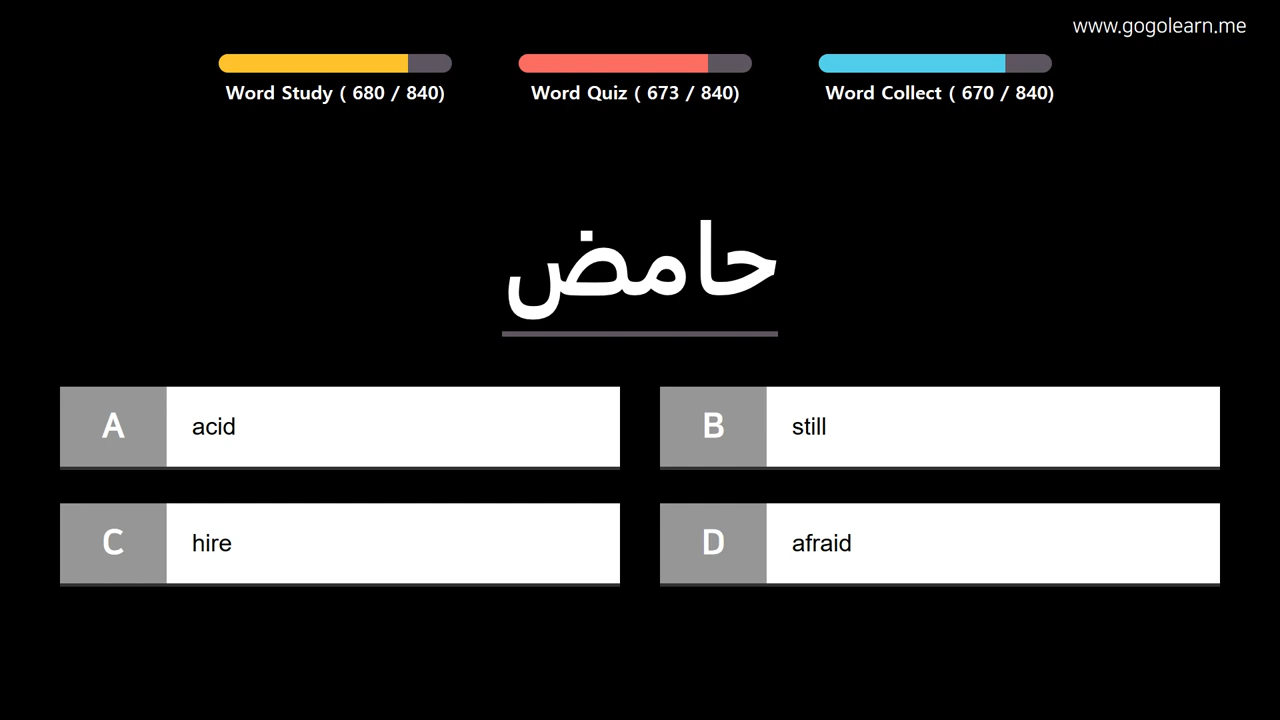 www.gogolearn.me
Word Study ( 680 / 840)
Word Quiz ( 673 / 840)
Word Collect ( 670 / 840)
حامض
A acid
B still
C hire
D afraid